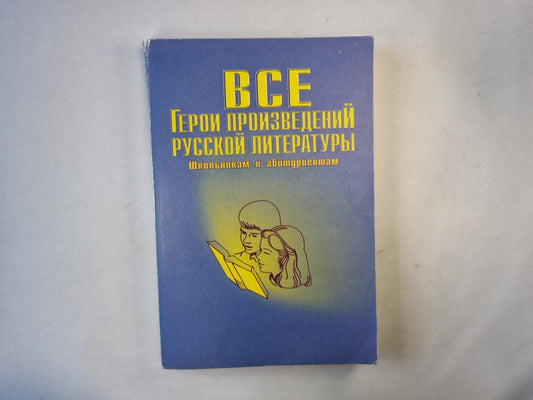 ВСЕ
ГЕРОИ ПРОИЗВЕДЕНИЙ
РУССКОЙ ЛИТЕРАТУРЫ
Школьникам и абитуриентам